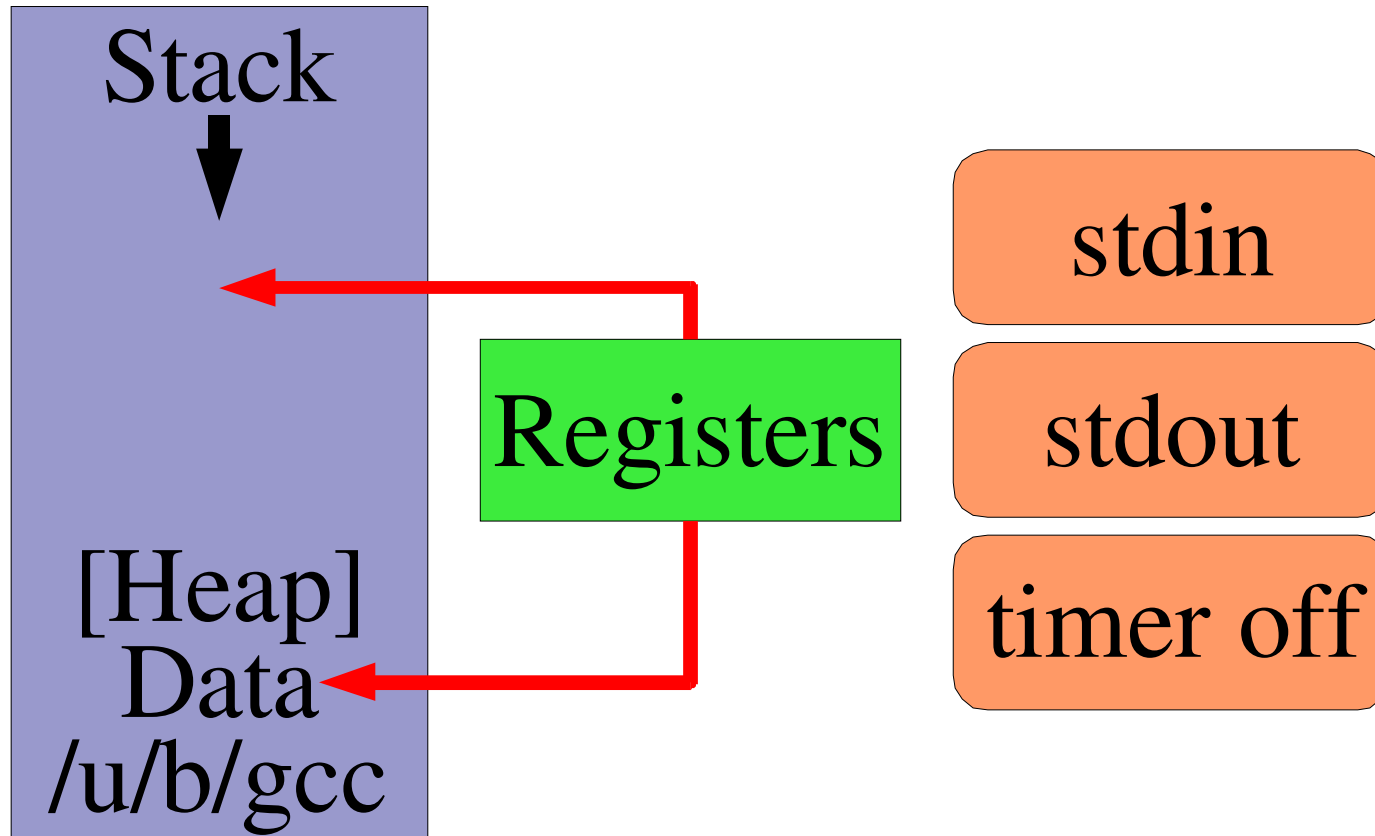 Stack
[Heap]
Data
/u/b/gcc
Registers
stdin
stdout
timer off